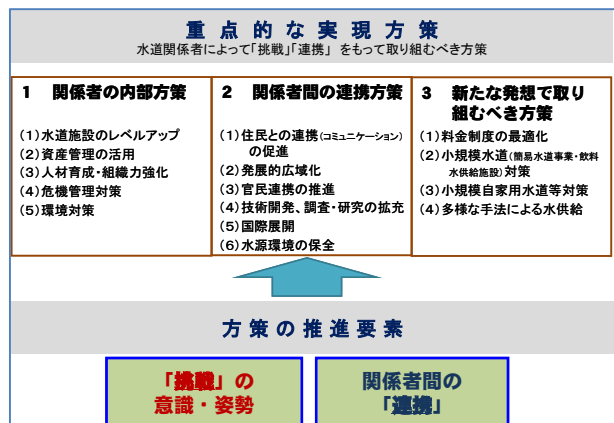 重点的な実現方策
水道関係者によって「挑戦」「連携」をもって取り組むべき方策
1 関係者の内部方策
(1)水道施設のレベルアップ
(2)資産管理の活用
(3)人材育成・組織力強化
(4)危機管理対策
(5)環境対策
2 関係者間の連携方策
(1)住民との連携(コミュニケーション)
の促進
(2)発展的広域化
(3)官民連携の推進
(4)技術開発、調査・研究の拡充
(5)国際展開
(6)水源環境の保全
3 新たな発想で取り
組むべき方策
(1)料金制度の最適化
(2)小規模水道(簡易水道事業・飲料
水供給施設)対策
(3)小規模自家用水道等対策
(4)多様な手法による水供給
方策の推進要素
「挑戦」の
意識・姿勢
関係者間の
「連携」